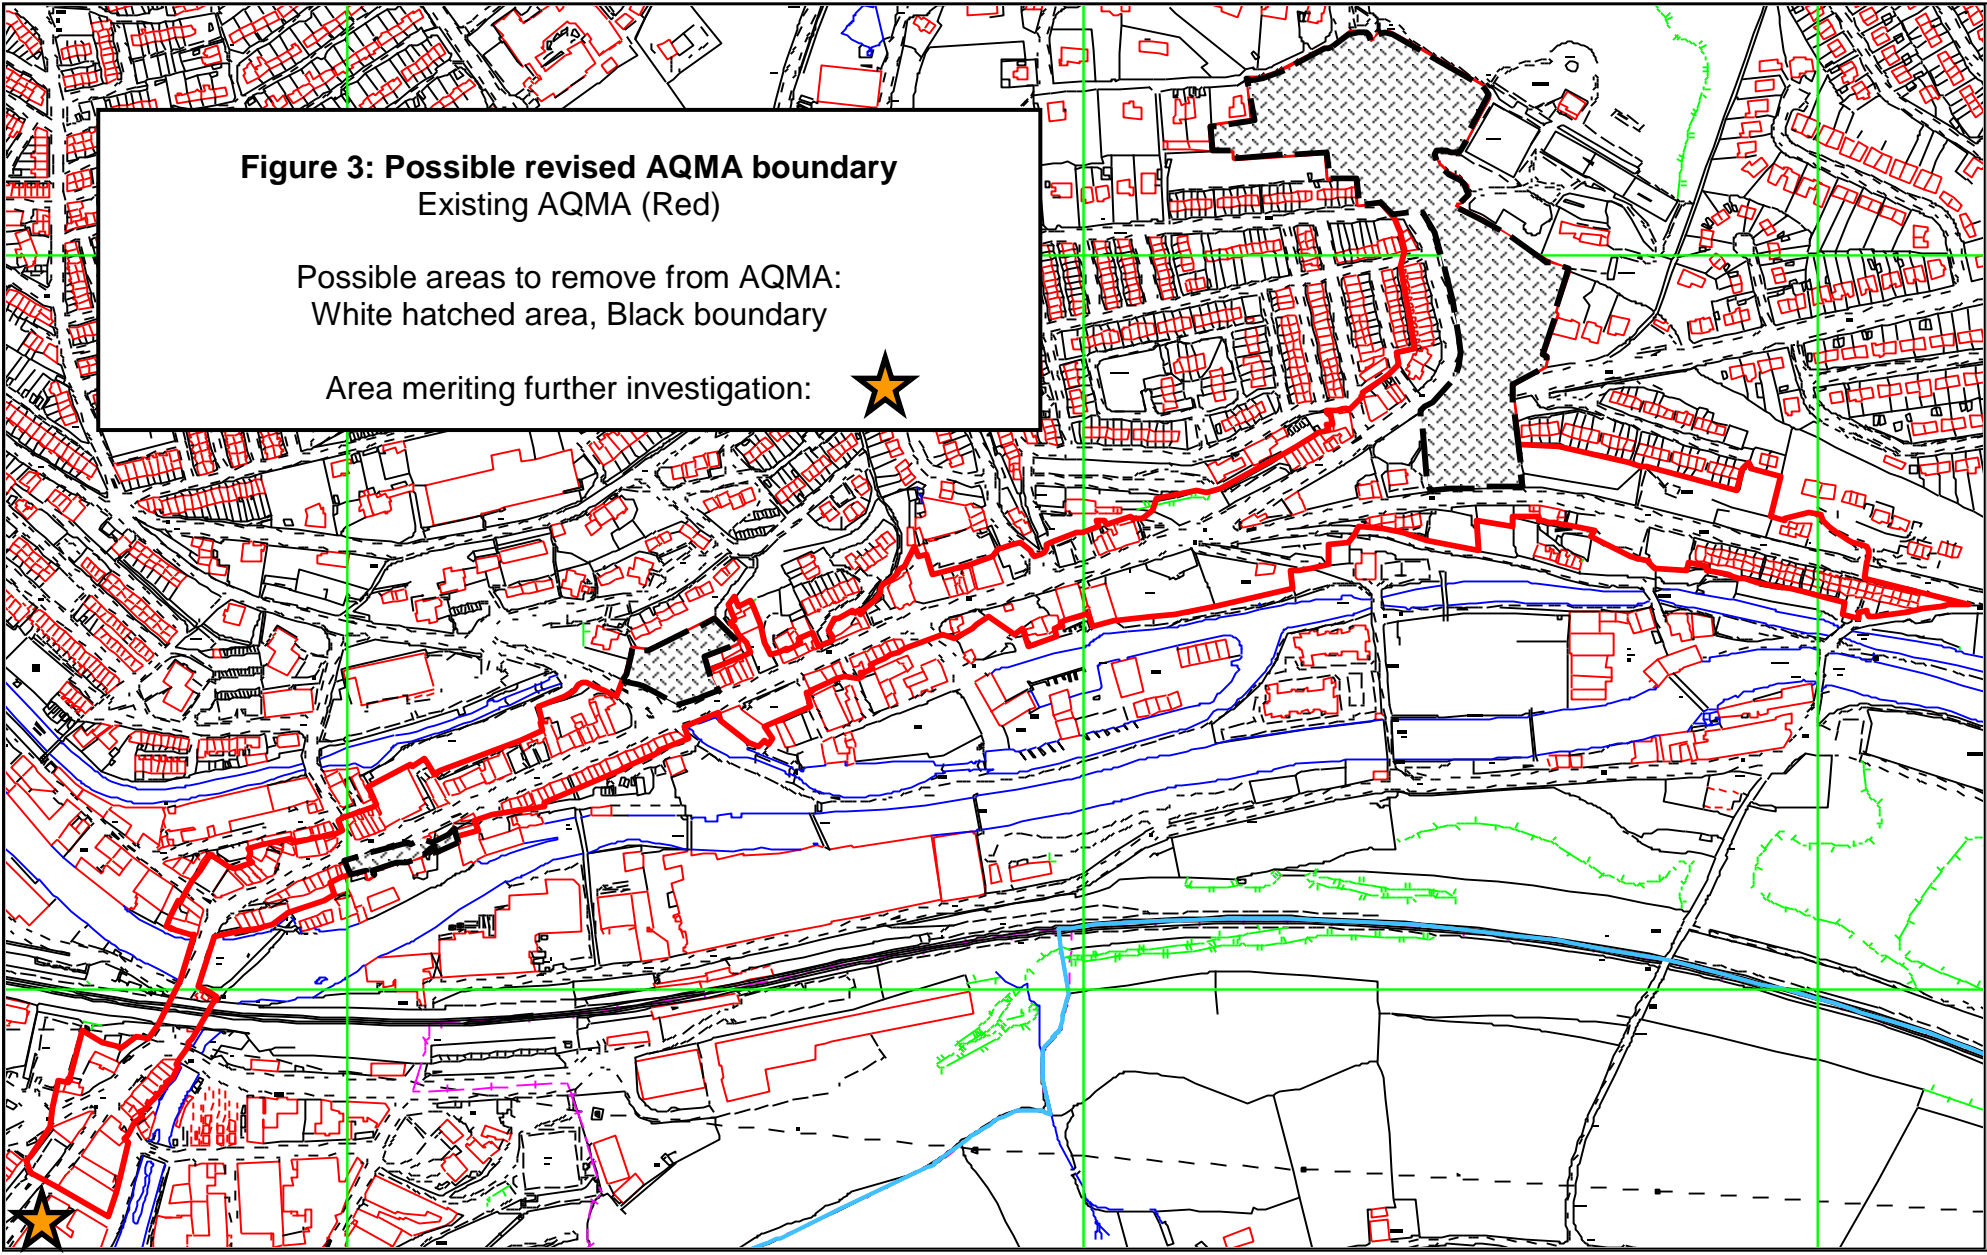 Figure 3: Possible revised AQMA boundary
Existing AQMA (Red)
Possible areas to remove from AQMA:
White hatched area, Black boundary
Area meriting further investigation: